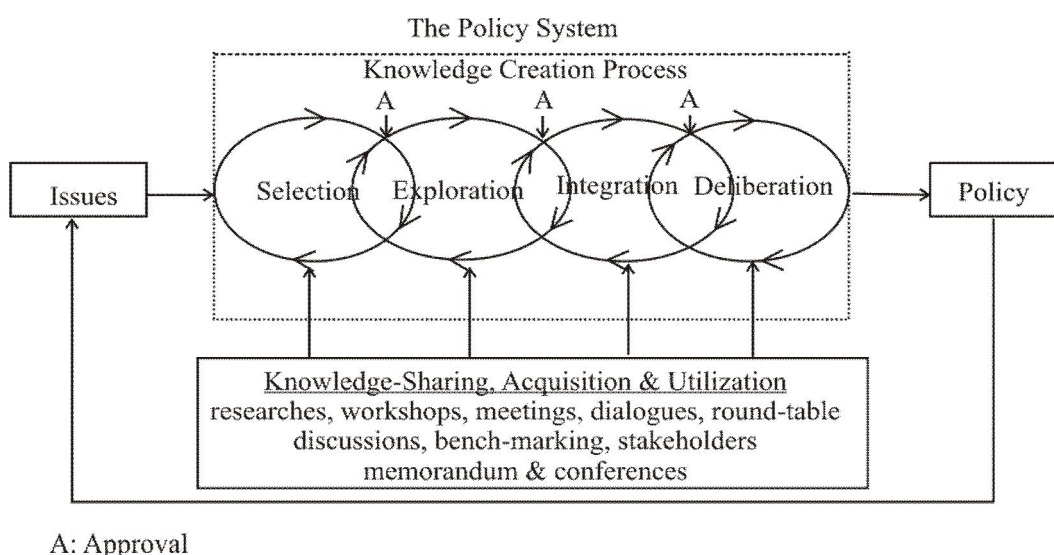 The Policy System
Knowledge Creation Process
A A A
Issues Selection Exploration Integration Deliberation Policy
Knowledge-Sharing, Acquisition & Utilization
researches, workshops, meetings, dialogues, round-table
discussions, bench-marking, stakeholders
memorandum & conferences
A: Approval